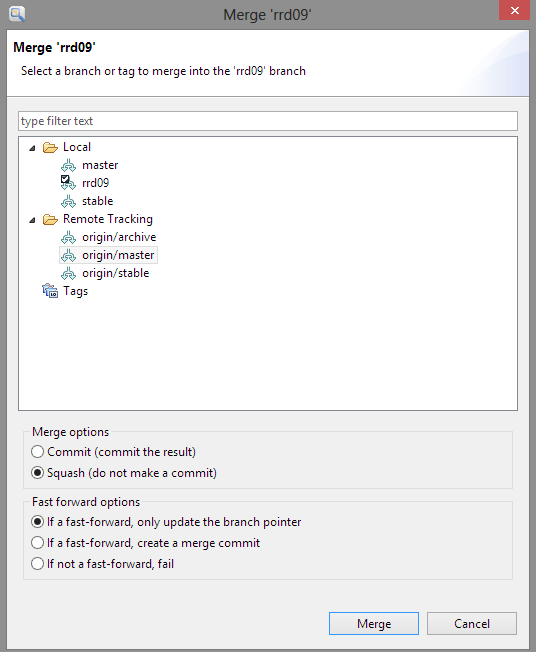 Merge 'rrd09'
Merge 'rrd09'
Select a branch or tag to merge into the 'rrd09' branch
type filter text
Local
master
rrd09
stable
Remote Tracking
origin/archive
origin/master
origin/stable
Tags
Merge options
Commit (commit the result)
Squash (do not make a commit)
Fast forward options
If a fast-forward, only update the branch pointer
If a fast-forward, create a merge commit
If not a fast-forward, fail
Merge Cancel